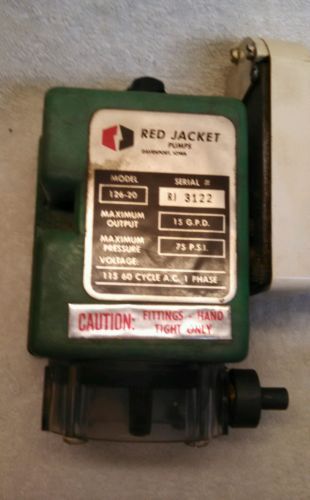 RED JACKET
PUMPS
DAVENPORT, IOWA
MODEL SERIAL #
126-20 RI 3122
MAXIMUM OUTPUT 15 G.P.D.
MAXIMUM PRESSURE 75 P.S.I.
VOLTAGE:
115 60 CYCLE A.C. 1 PHASE
CAUTION: FITTINGS - HAND
TIGHT ONLY